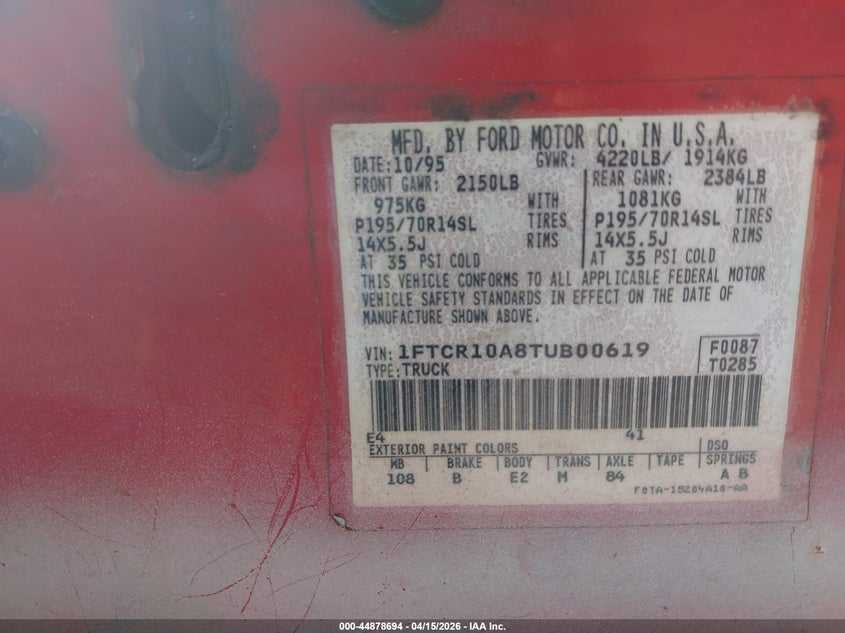 MFD. BY FORD MOTOR CO. IN U.S.A.
DATE: 10/95 GVWR: 4220LB/ 1914KG
FRONT GAWR: 2150LB REAR GAWR: 2384LB
975KG WITH 1081KG WITH
P195/70R14SL TIRES P195/70R14SL TIRES
14X5.5J RIMS 14X5.5J RIMS
AT 35 PSI COLD AT 35 PSI COLD
THIS VEHICLE CONFORMS TO ALL APPLICABLE FEDERAL MOTOR
VEHICLE SAFETY STANDARDS IN EFFECT ON THE DATE OF
MANUFACTURE SHOWN ABOVE.
VIN: 1FTCR10A8TUB00619 F0087
TYPE: TRUCK T0285
E4 41
EXTERIOR PAINT COLORS DSO
WB BRAKE BODY TRANS AXLE TAPE SPRINGS
108 B E2 M 84 A B
F0TA-15204A10-AA
000-44878694 - 04/15/2026 - IAA Inc.